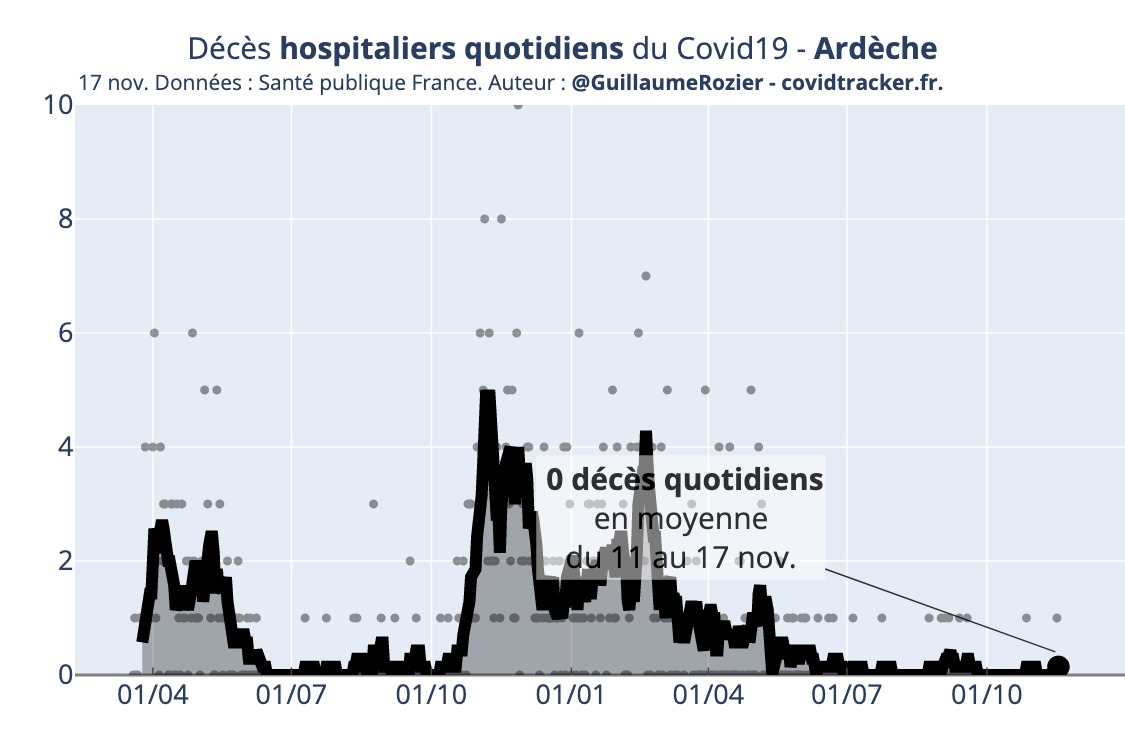 Décès hospitaliers quotidiens du Covid19 - Ardèche
17 nov. Données : Santé publique France. Auteur : @GuillaumeRozier - covidtracker.fr.
10
8
6
4
2
0
0 décès quotidiens
en moyenne
du 11 au 17 nov.
01/04 01/07 01/10 01/01 01/04 01/07 01/10